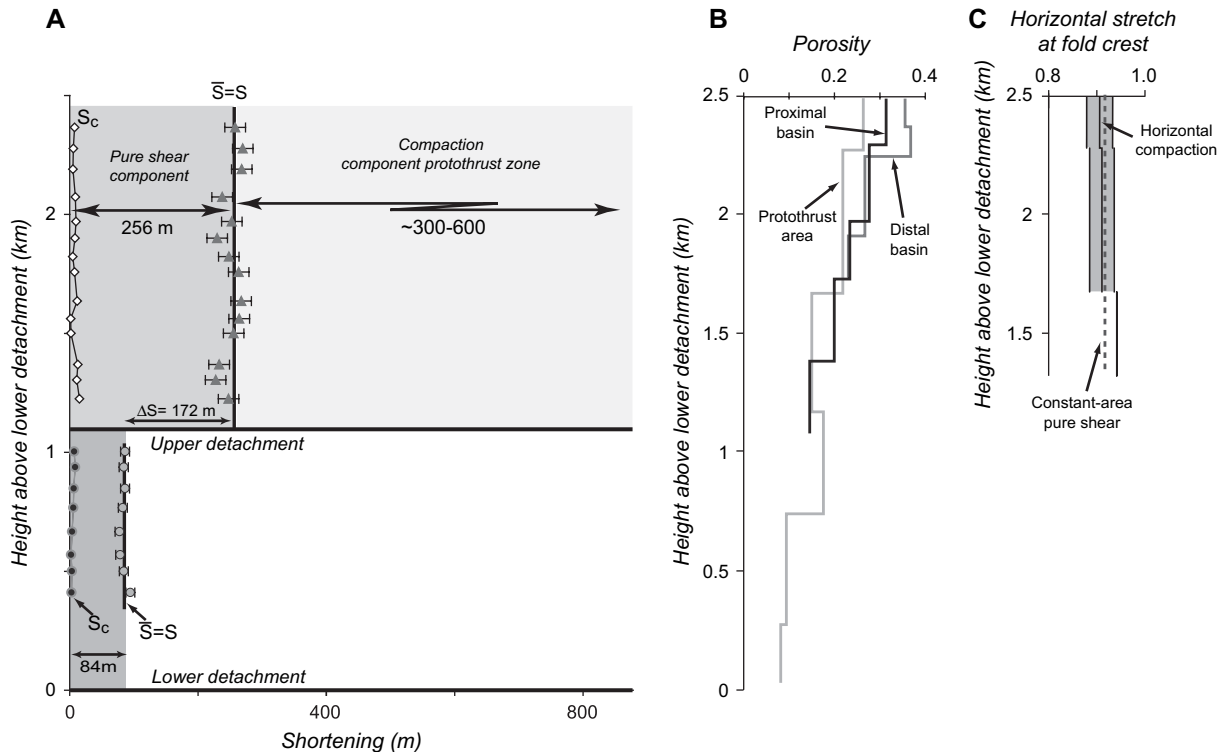 A
S̅=S
Sc
Pure shear
component
Compaction
component protothrust zone
256 m
~300-600
ΔS= 172 m
Upper detachment
Sc
S̅=S
84m
Lower detachment
2
1
0
0
400
800
Height above lower detachment (km)
Shortening (m)
B
Porosity
0
0.2
0.4
2.5
2
1.5
1
0.5
0
Proximal
basin
Protothrust
area
Distal
basin
Height above lower detachment (km)
C
Horizontal stretch
at fold crest
0.8
1.0
2.5
2
1.5
Horizontal
compaction
Constant-area
pure shear
Height above lower detachment (km)